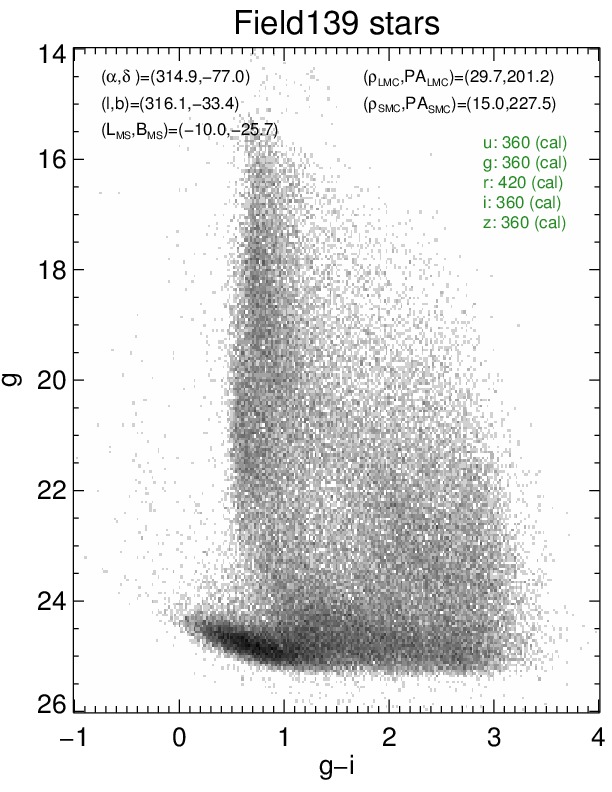 Field139 stars
(α,δ )=(314.9,−77.0)
(ρLMC,PALMC)=(29.7,201.2)
(l,b)=(316.1,−33.4)
(ρSMC,PASMC)=(15.0,227.5)
(LMS,BMS)=(−10.0,−25.7)
u: 360 (cal)
g: 360 (cal)
r: 420 (cal)
i: 360 (cal)
z: 360 (cal)
14
16
18
20
22
24
26
g
−1 0 1 2 3 4
g−i